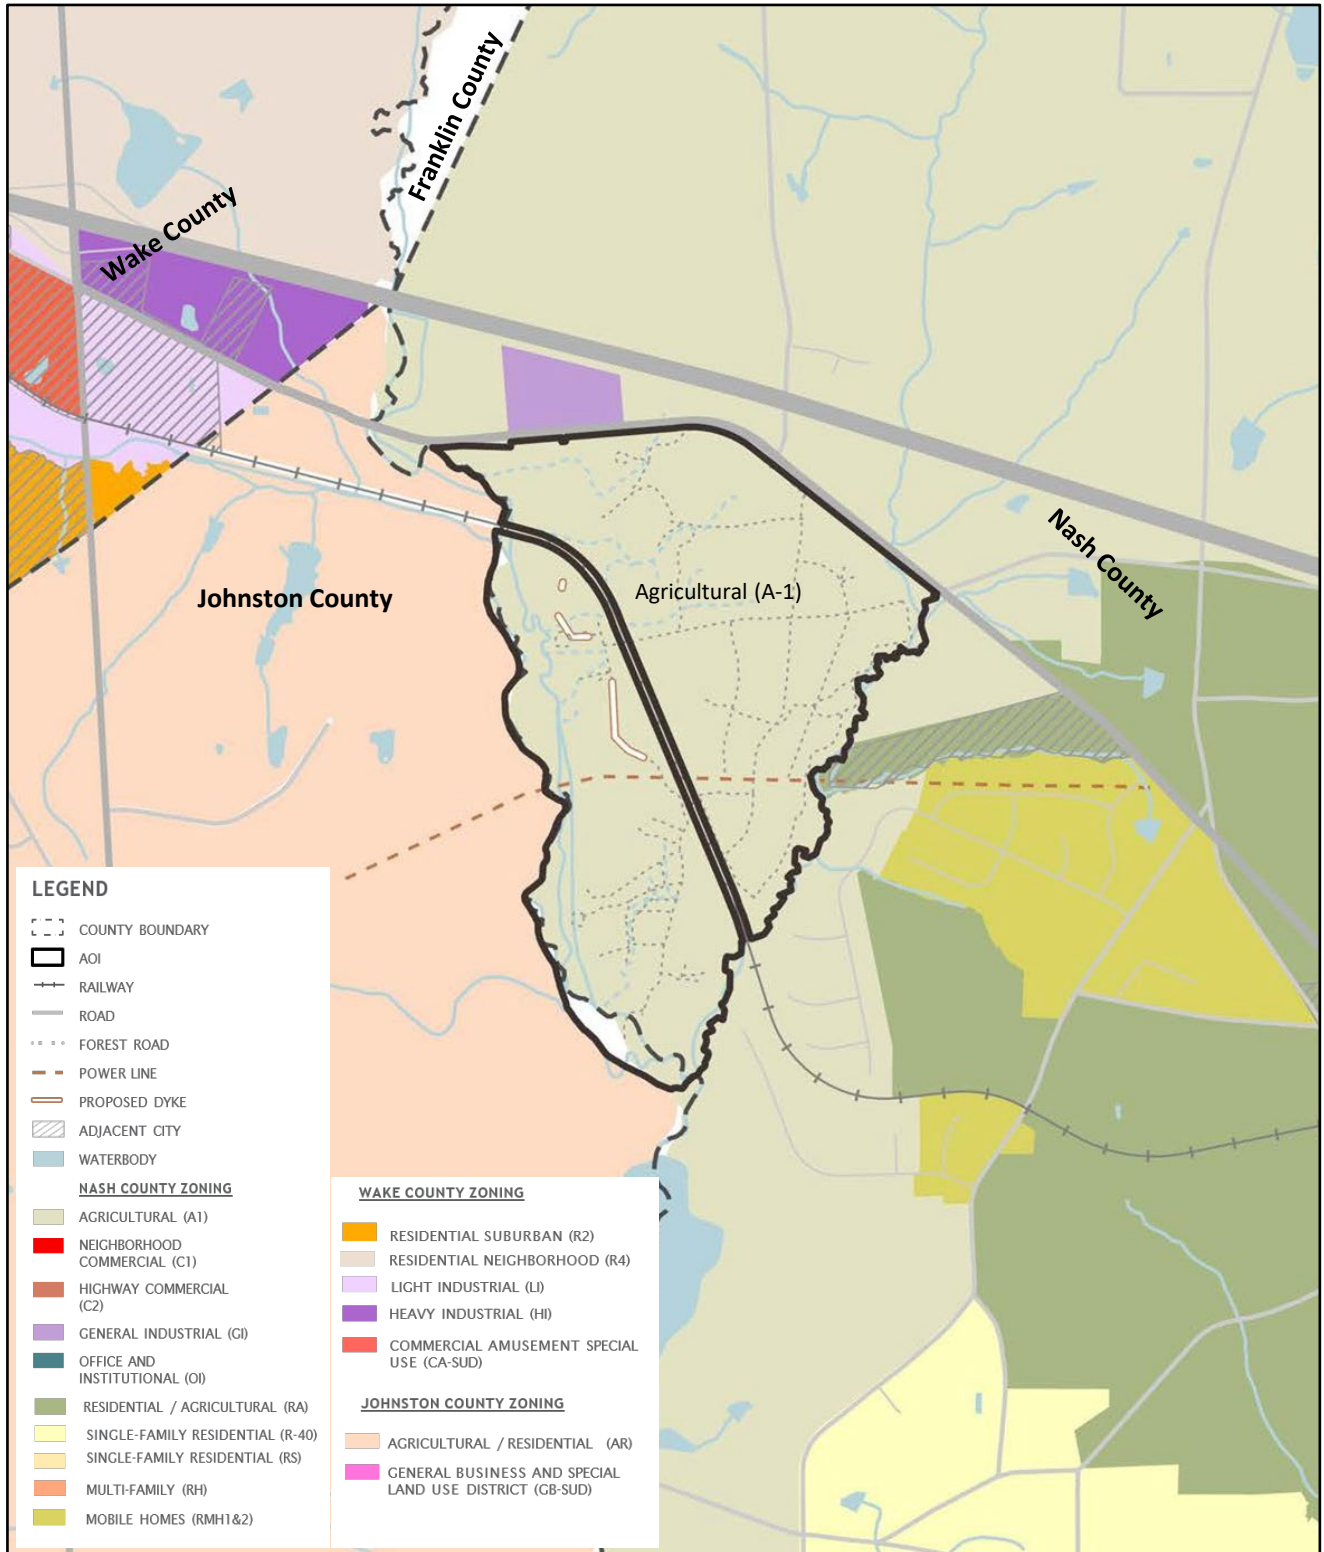 Franklin County
Wake County
Nash County
Johnston County
Agricultural (A-1)
LEGEND
COUNTY BOUNDARY
AOI
RAILWAY
ROAD
FOREST ROAD
POWER LINE
PROPOSED DYKE
ADJACENT CITY
WATERBODY
NASH COUNTY ZONING
AGRICULTURAL (A1)
NEIGHBORHOOD
COMMERCIAL (C1)
HIGHWAY COMMERCIAL
(C2)
GENERAL INDUSTRIAL (GI)
OFFICE AND
INSTITUTIONAL (OI)
RESIDENTIAL / AGRICULTURAL (RA)
SINGLE-FAMILY RESIDENTIAL (R-40)
SINGLE-FAMILY RESIDENTIAL (RS)
MULTI-FAMILY (RH)
MOBILE HOMES (RMH1&2)
WAKE COUNTY ZONING
RESIDENTIAL SUBURBAN (R2)
RESIDENTIAL NEIGHBORHOOD (R4)
LIGHT INDUSTRIAL (LI)
HEAVY INDUSTRIAL (HI)
COMMERCIAL AMUSEMENT SPECIAL
USE (CA-SUD)
JOHNSTON COUNTY ZONING
AGRICULTURAL / RESIDENTIAL (AR)
GENERAL BUSINESS AND SPECIAL
LAND USE DISTRICT (GB-SUD)